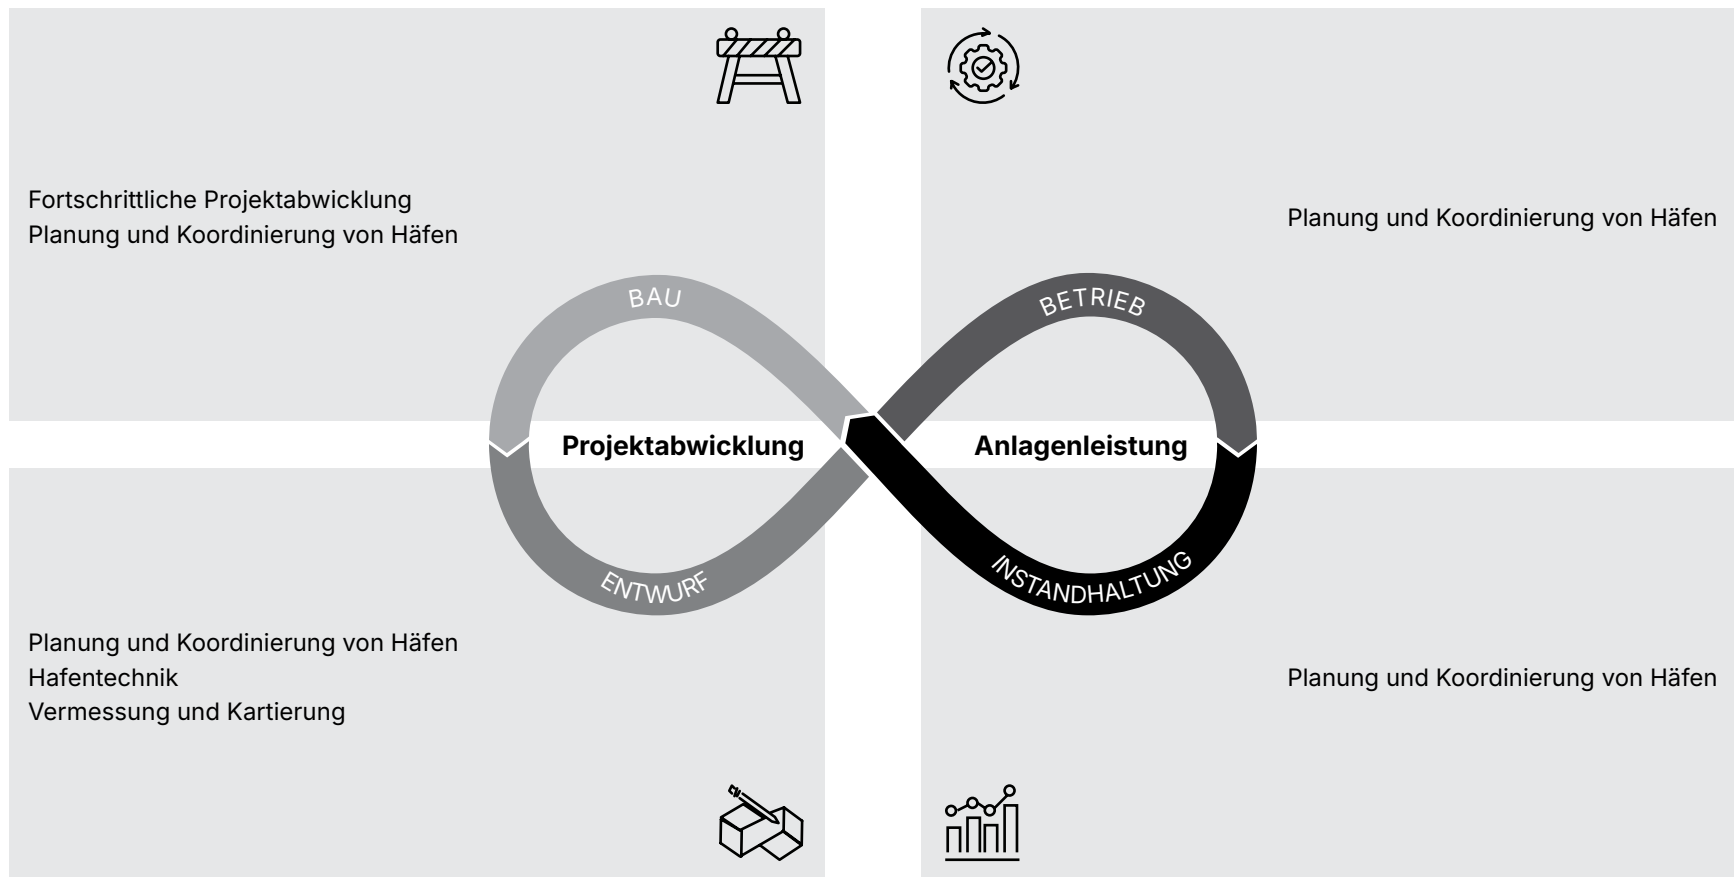 Fortschrittliche Projektabwicklung
Planung und Koordinierung von Häfen
Planung und Koordinierung von Häfen
BAU
BETRIEB
Projektabwicklung
Anlagenleistung
ENTWURF
INSTANDHALTUNG
Planung und Koordinierung von Häfen
Hafentechnik
Vermessung und Kartierung
Planung und Koordinierung von Häfen